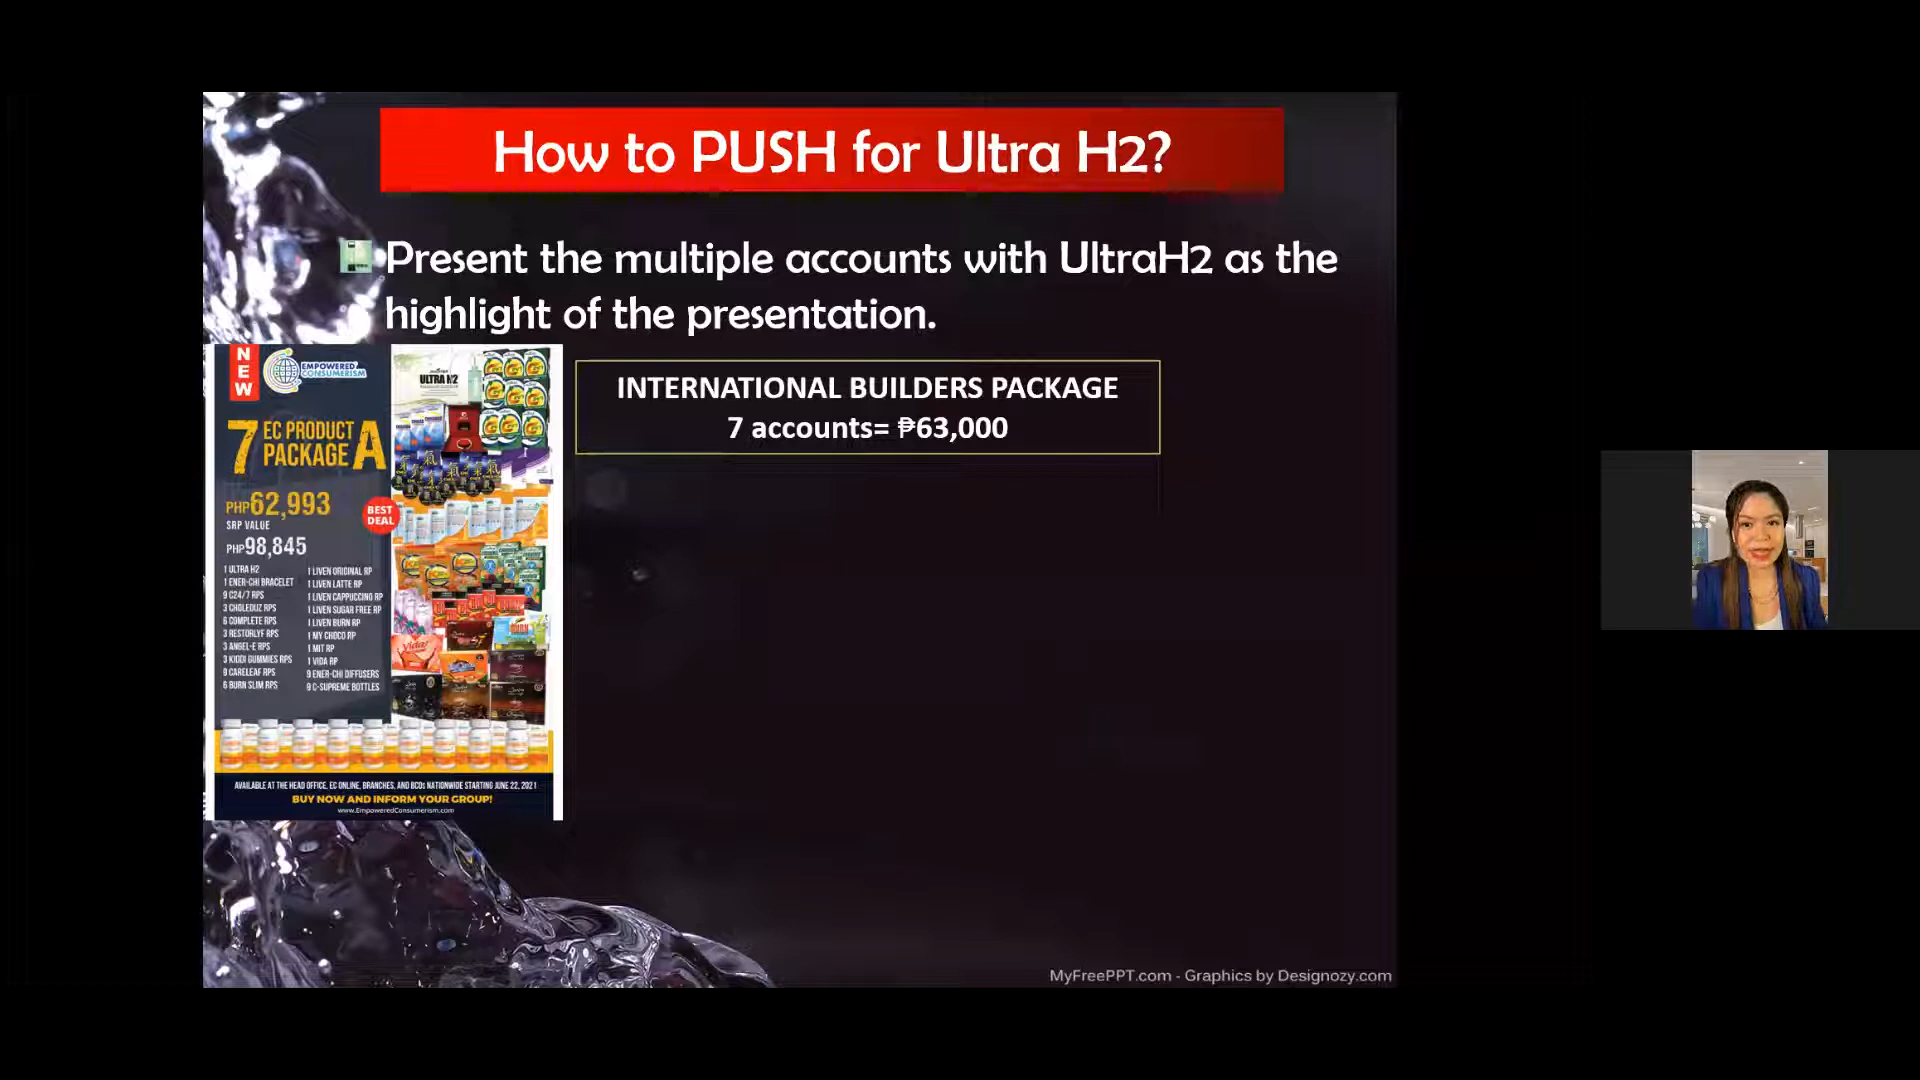 How to PUSH for Ultra H2?
Present the multiple accounts with UltraH2 as the
highlight of the presentation.
INTERNATIONAL BUILDERS PACKAGE
7 accounts= ₱63,000
NEW
EMPOWERED
CONSUMERISM
7 EC PRODUCT
PACKAGE A
PHP62,993
SRP VALUE
PHP98,845
BEST
DEAL
1 ULTRA H2
1 ENER-CHI BRACELET
9 C24/7 RPS
3 CHOLEDUZ RPS
6 COMPLETE RPS
3 RESTORLYF RPS
3 ANGEL-E RPS
3 KIDDI GUMMIES RPS
CARELEAF RPS
6 BURN SLIM RPS
1 LIVEN ORIGINAL RP
1 LIVEN LATTE RP
1 LIVEN CAPPUCCINO RP
1 LIVEN SUGAR FREE RP
1 LIVEN BURN RP
1 MY CHOCO RP
1 MIT RP
1 VIDA RP
9 ENER-CHI DIFFUSERS
9 C-SUPREME BOTTLES
ULTRA H2
AVAILABLE AT THE HEAD OFFICE, EC ONLINE, BRANCHES, AND BCOs NATIONWIDE STARTING JUNE 22, 2021
BUY NOW AND INFORM YOUR GROUP!
www.EmpoweredConsumerism.com
MyFreePPT.com - Graphics by Designozy.com